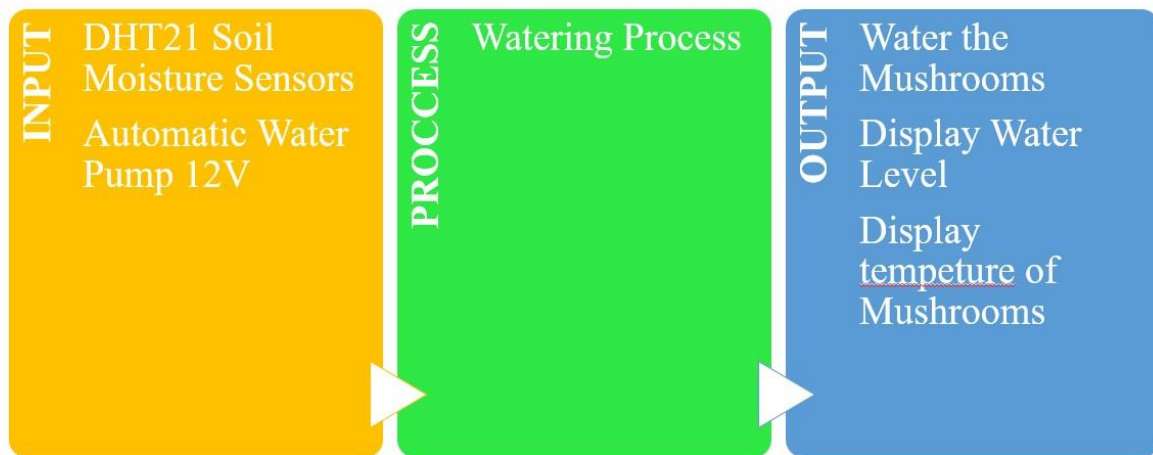 INPUT
DHT21 Soil
Moisture Sensors
Automatic Water
Pump 12V
PROCCESS
Watering Process
OUTPUT
Water the
Mushrooms
Display Water
Level
Display
tempeture of
Mushrooms